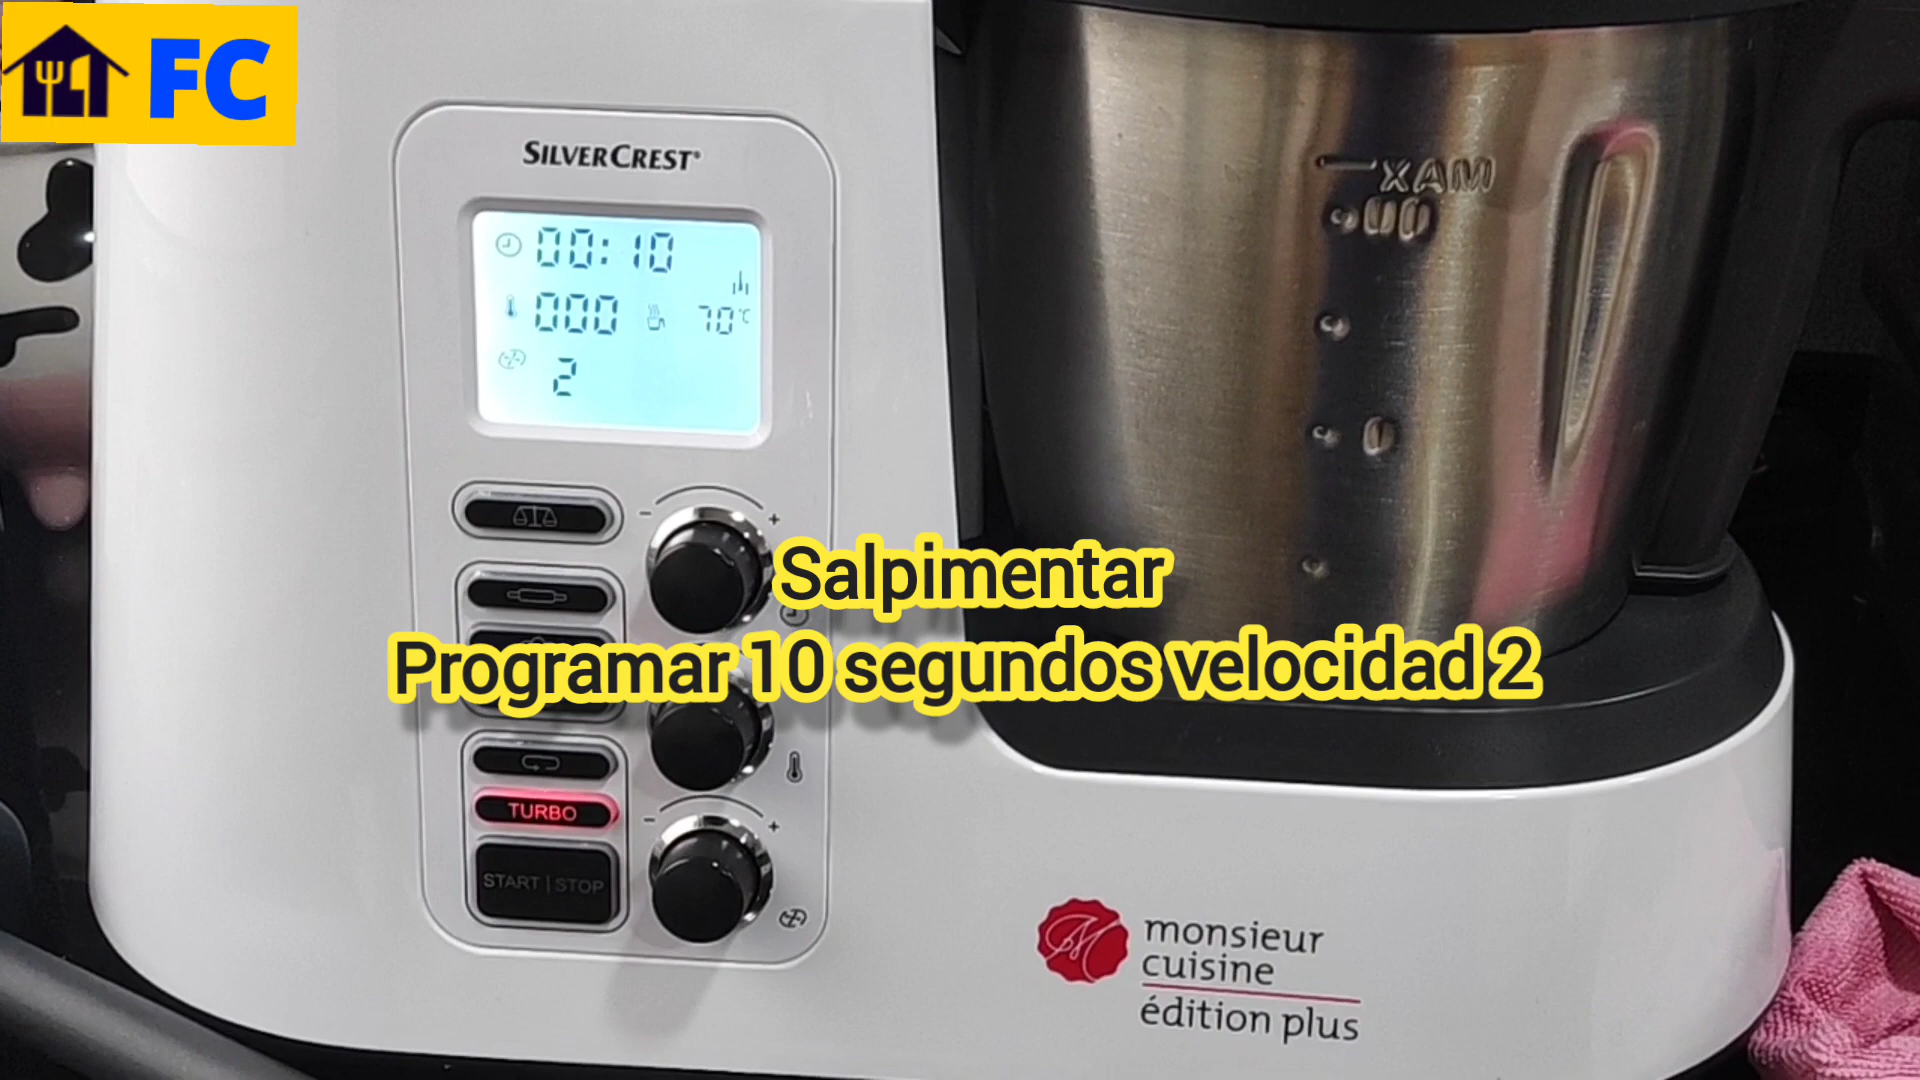 FC
SILVERCREST®
00:10
000 70°C
2
MAX
Salpimentar
Programar 10 segundos velocidad 2
TURBO
START | STOP
monsieur
cuisine
édition plus